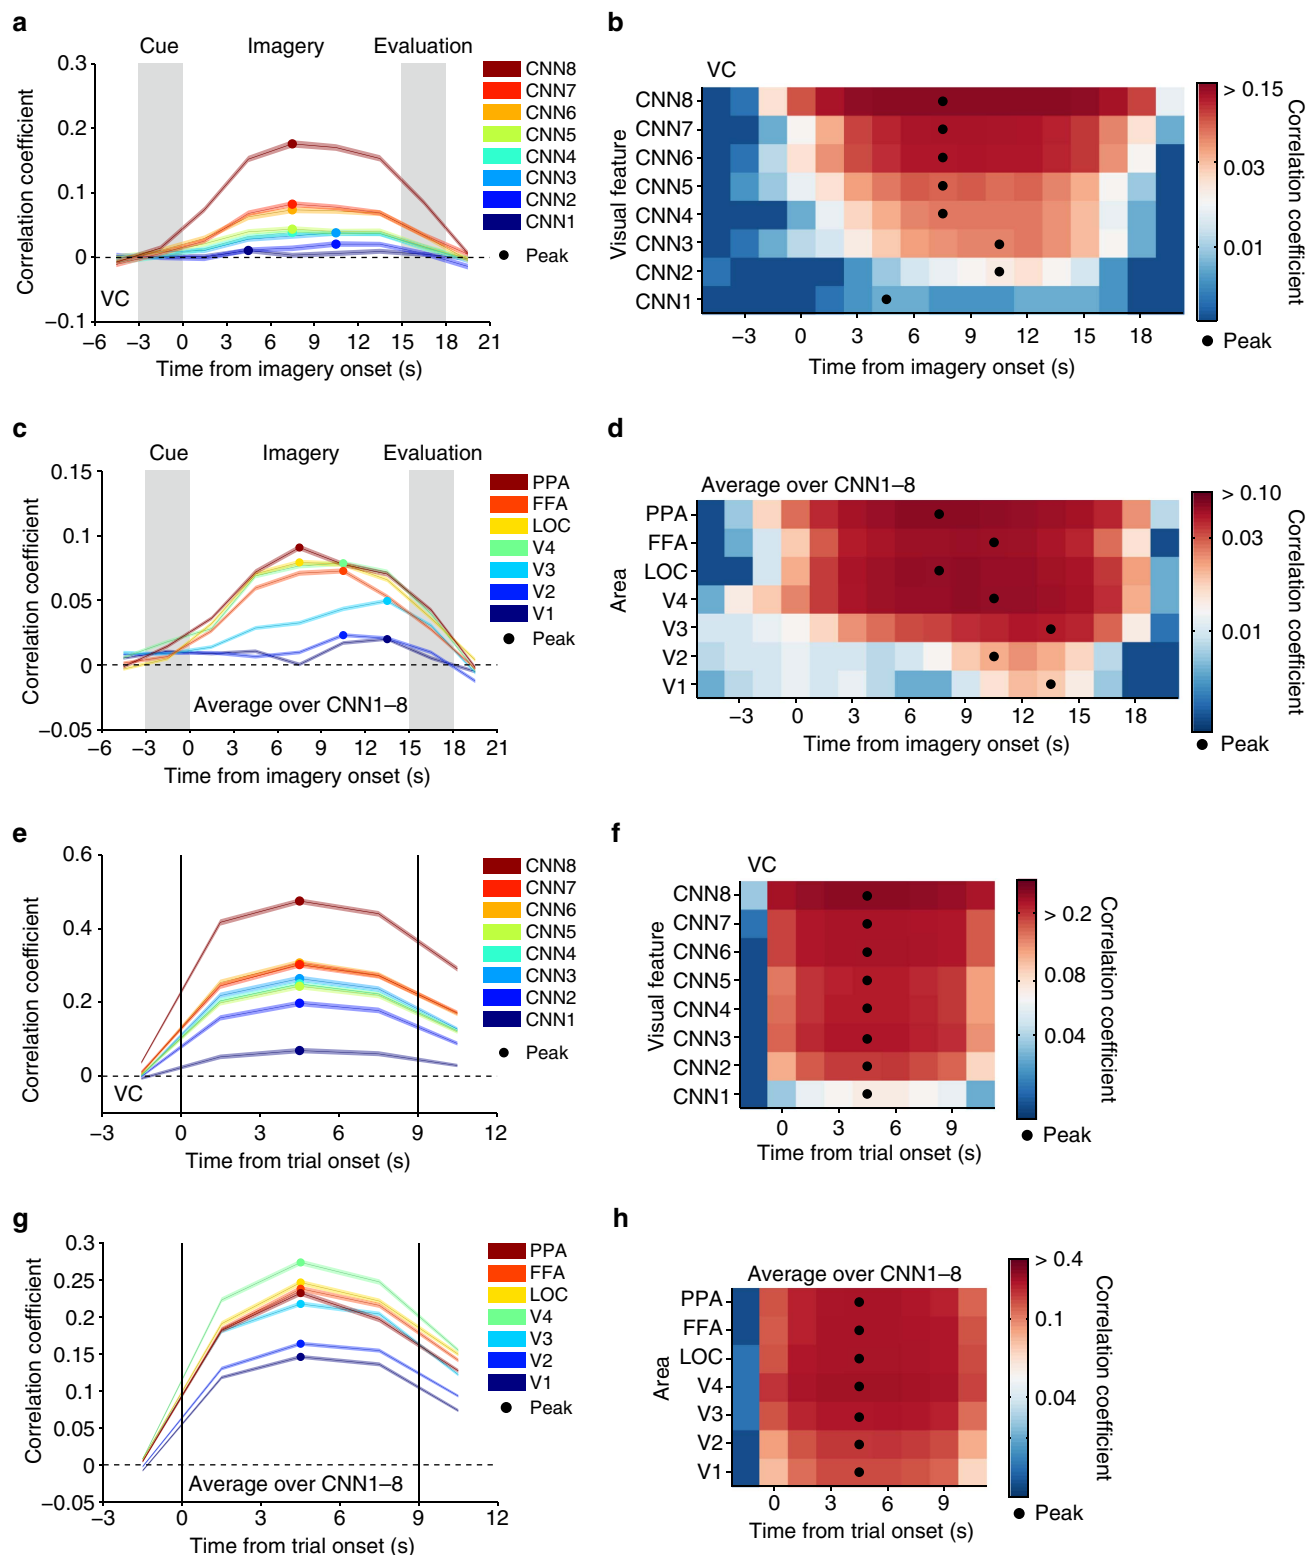 a
Cue Imagery Evaluation
0.3
0.2
0.1
0
−0.1
Correlation coefficient
VC
−6 −3 0 3 6 9 12 15 18 21
Time from imagery onset (s)
CNN8
CNN7
CNN6
CNN5
CNN4
CNN3
CNN2
CNN1
Peak
b
VC
Visual feature
CNN8
CNN7
CNN6
CNN5
CNN4
CNN3
CNN2
CNN1
−3 0 3 6 9 12 15 18
Time from imagery onset (s)
> 0.15
0.03
0.01
Correlation coefficient
Peak
c
Cue Imagery Evaluation
0.15
0.1
0.05
0
−0.05
Correlation coefficient
Average over CNN1–8
−6 −3 0 3 6 9 12 15 18 21
Time from imagery onset (s)
PPA
FFA
LOC
V4
V3
V2
V1
Peak
d
Average over CNN1–8
Area
PPA
FFA
LOC
V4
V3
V2
V1
−3 0 3 6 9 12 15 18
Time from imagery onset (s)
> 0.10
0.03
0.01
Correlation coefficient
Peak
e
0.6
0.4
0.2
0
Correlation coefficient
VC
−3 0 3 6 9 12
Time from trial onset (s)
CNN8
CNN7
CNN6
CNN5
CNN4
CNN3
CNN2
CNN1
Peak
f
VC
Visual feature
CNN8
CNN7
CNN6
CNN5
CNN4
CNN3
CNN2
CNN1
0 3 6 9
Time from trial onset (s)
> 0.2
0.08
0.04
Correlation coefficient
Peak
g
0.3
0.25
0.2
0.15
0.1
0.05
0
−0.05
Correlation coefficient
Average over CNN1–8
−3 0 3 6 9 12
Time from trial onset (s)
PPA
FFA
LOC
V4
V3
V2
V1
Peak
h
Average over CNN1–8
Area
PPA
FFA
LOC
V4
V3
V2
V1
0 3 6 9
Time from trial onset (s)
> 0.4
0.1
0.04
Correlation coefficient
Peak